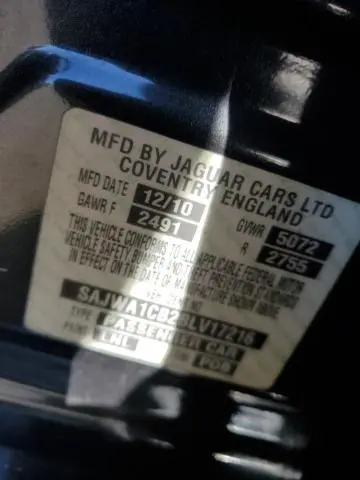 MFD BY JAGUAR CARS LTD
COVENTRY ENGLAND
MFD DATE 12/10 GVWR 5072
GAWR F 2491 R 2755
THIS VEHICLE CONFORMS TO ALL APPLICABLE FEDERAL MOTOR
VEHICLE SAFETY BUMPER AND THEFT PREVENTION STANDARDS
IN EFFECT ON THE DATE OF MANUFACTURE SHOWN ABOVE
TYPE PASSENGER CAR
PAINT LNL